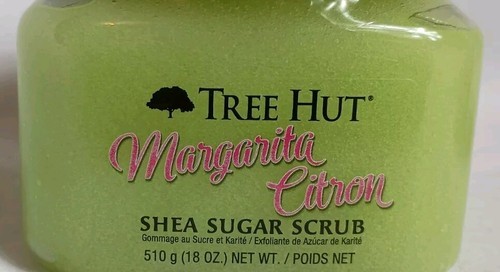 TREE HUT®
Margarita
Citron
SHEA SUGAR SCRUB
Gommage au Sucre et Karité / Exfoliante de Azúcar de Karité
510 g (18 OZ.) NET WT. / POIDS NET